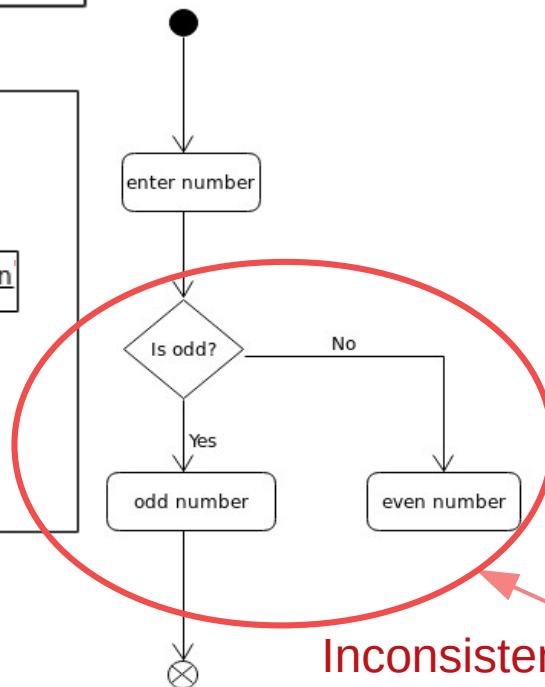 enter number
n
Is odd?
No
Yes
odd number
even number